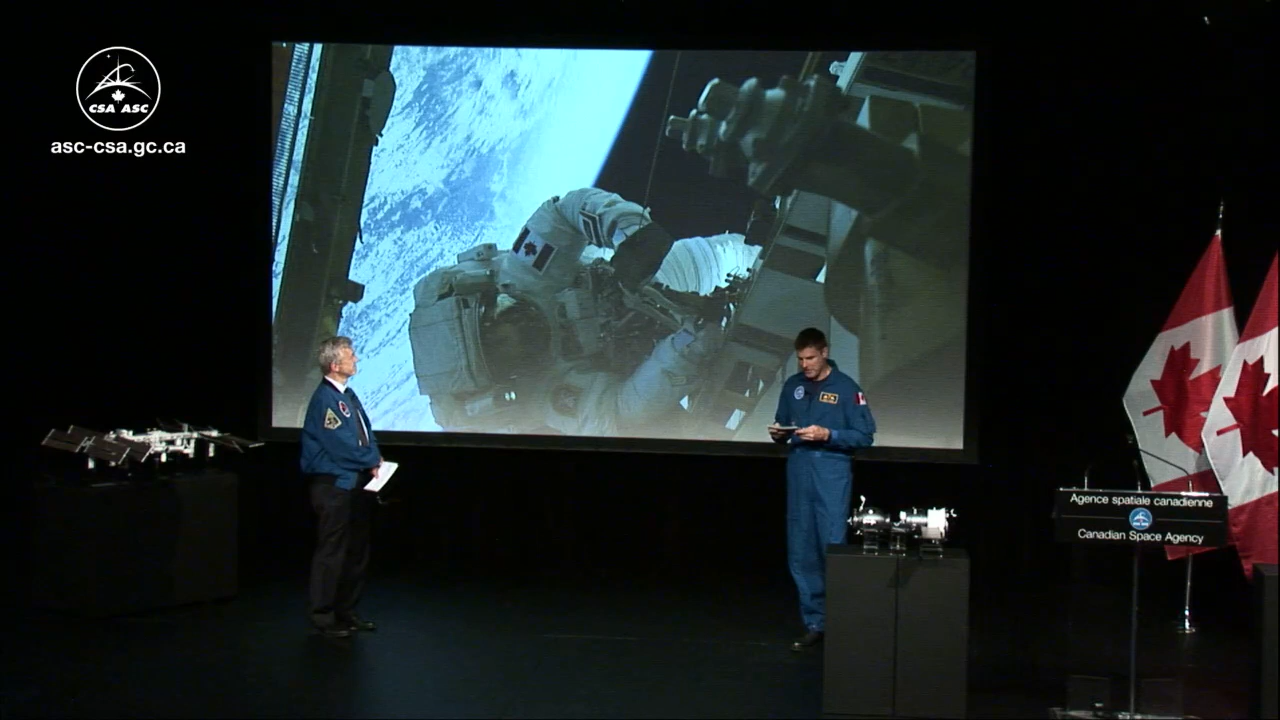 CSA ASC
asc-csa.gc.ca
Agence spatiale canadienne
Canadian Space Agency